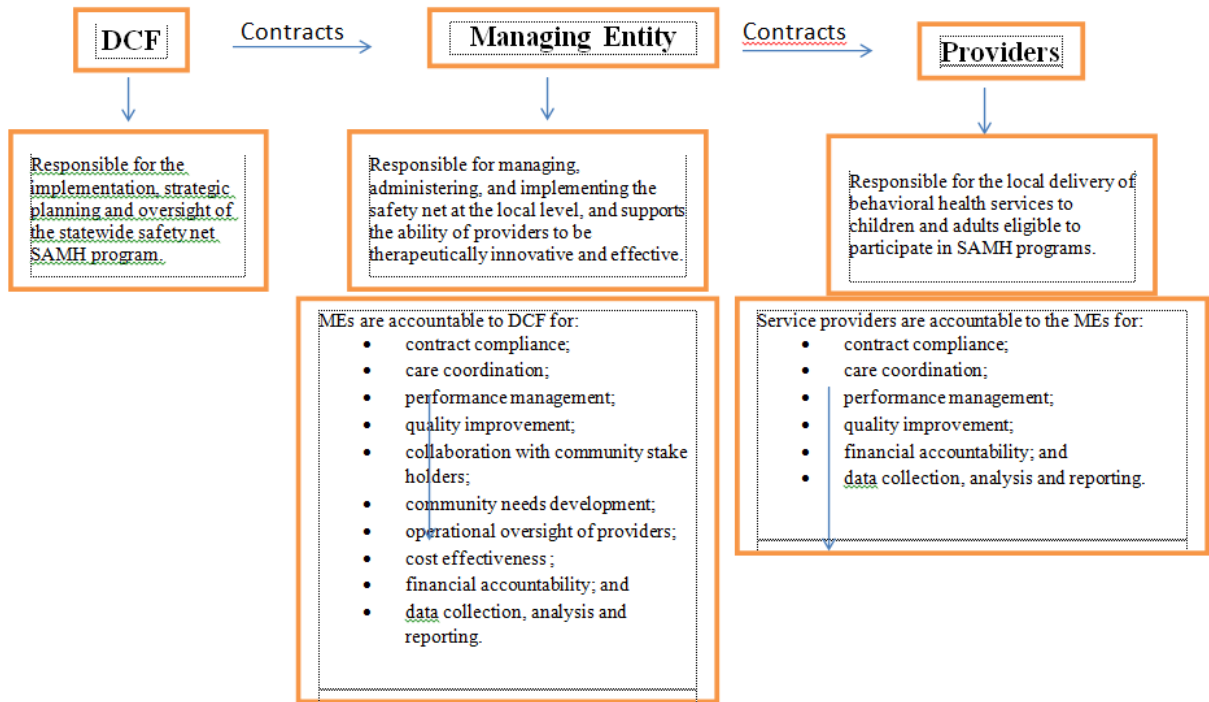 DCF
Contracts
Managing Entity
Contracts
Providers
Responsible for the
implementation, strategic
planning and oversight of
the statewide safety net
SAMH program.
Responsible for managing,
administering, and implementing the
safety net at the local level, and supports
the ability of providers to be
therapeutically innovative and effective.
Responsible for the local delivery of
behavioral health services to
children and adults eligible to
participate in SAMH programs.
MEs are accountable to DCF for:
• contract compliance;
• care coordination;
• performance management;
• quality improvement;
• collaboration with community stake
holders;
• community needs development;
• operational oversight of providers;
• cost effectiveness ;
• financial accountability; and
• data collection, analysis and
reporting.
Service providers are accountable to the MEs for:
• contract compliance;
• care coordination;
• performance management;
• quality improvement;
• financial accountability; and
• data collection, analysis and reporting.